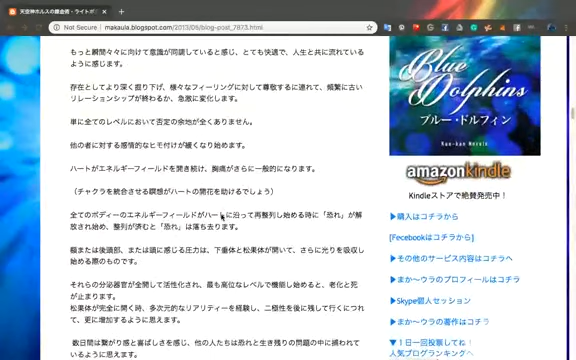 天空神ホルスの錬金術 - ライトボ
Not Secure | makaula.blogspot.com/2013/05/blog-post_7873.html
もっと瞬間々々に向けて意識が同調していると感じ、とても快適で、人生と共に流れている
ように感じます。
存在としてより深く掘り下げ、様々なフィーリングに対して尊敬するに連れて、頻繁に古い
リレーションシップが終わるか、急激に変化します。
単に全てのレベルにおいて否定の余地が全くありません。
他の者に対する感情的なヒモ付けが緩くなり始めます。
ハートがエネルギーフィールドを開き続け、胸痛がさらに一般的になります。
(チャクラを統合させる瞑想がハートの開花を助けるでしょう)
全てのボディーのエネルギーフィールドがハートに沿って再整列し始める時に「恐れ」が解
放され始め、整列が済むと「恐れ」は落ち去ります。
額または後頭部、または頭に感じる圧力は、下垂体と松果体が開いて、さらに光を吸収し
始める際のものです。
それらの分泌器官が全開して活性化され、最も高位なレベルで機能し始めると、老化と死
が止まります。
松果体が完全に開く時、多次元的なリアリティーを経験し、二極性を後に残して行くにつれ
て、更に増加するように思えます。
数日間は繋がり感と喜ばしさを感じ、他の人たちは恐れと生き残りの問題の中に捕われて
いるように思えます。
Blue
Dolphins
ブルー・ドルフィン
amazonkindle
Kindleストアで絶賛発売中！
▶購入はコチラから
[Fecebookはコチラから]
▶その他のサービス内容はコチラへ
▶まか～ウラのプロフィールはコチラ
▶Skype個人セッション
▶まか～ウラの著作はコチラ
▼１日一回投票してね
人気ブログランキングへ